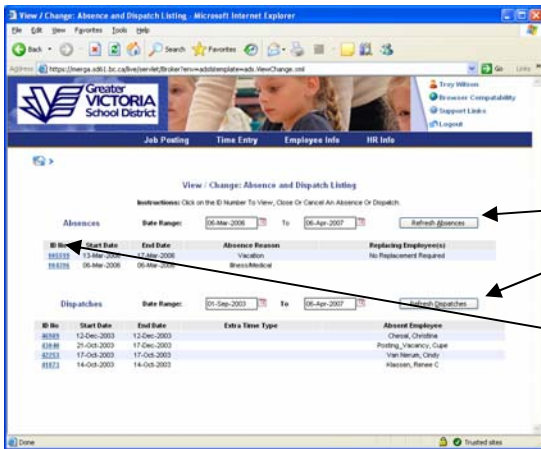 View / Change: Absence and Dispatch Listing - Microsoft Internet Explorer
File Edit View Favorites Tools Help
Back Search Favorites
Address Go Links
Greater
VICTORIA
School District
Troy Wilson
Browser Compatability
Support Links
Logout
Job Posting Time Entry Employee Info HR Info
View / Change: Absence and Dispatch Listing
Instructions: Click on the ID Number To View, Close Or Cancel An Absence Or Dispatch.
Absences Date Range: 06-Mar-2006 To 06-Apr-2007 Refresh Absences
ID No Start Date End Date Absence Reason Replacing Employee(s)
13-Mar-2006 17-Mar-2006 Vacation No Replacement Required
06-Mar-2006 06-Mar-2006 Illness/Medical
Dispatches Date Range: 01-Sep-2003 To 06-Apr-2007 Refresh Dispatches
ID No Start Date End Date Extra Time Type Absent Employee
12-Dec-2003 12-Dec-2003 Christina
21-Oct-2003 17-Dec-2003 Posting_Vacancy, Cupe
17-Oct-2003 17-Oct-2003 Cindy
14-Oct-2003 14-Oct-2003 Klassen, Renee C
Done Trusted sites